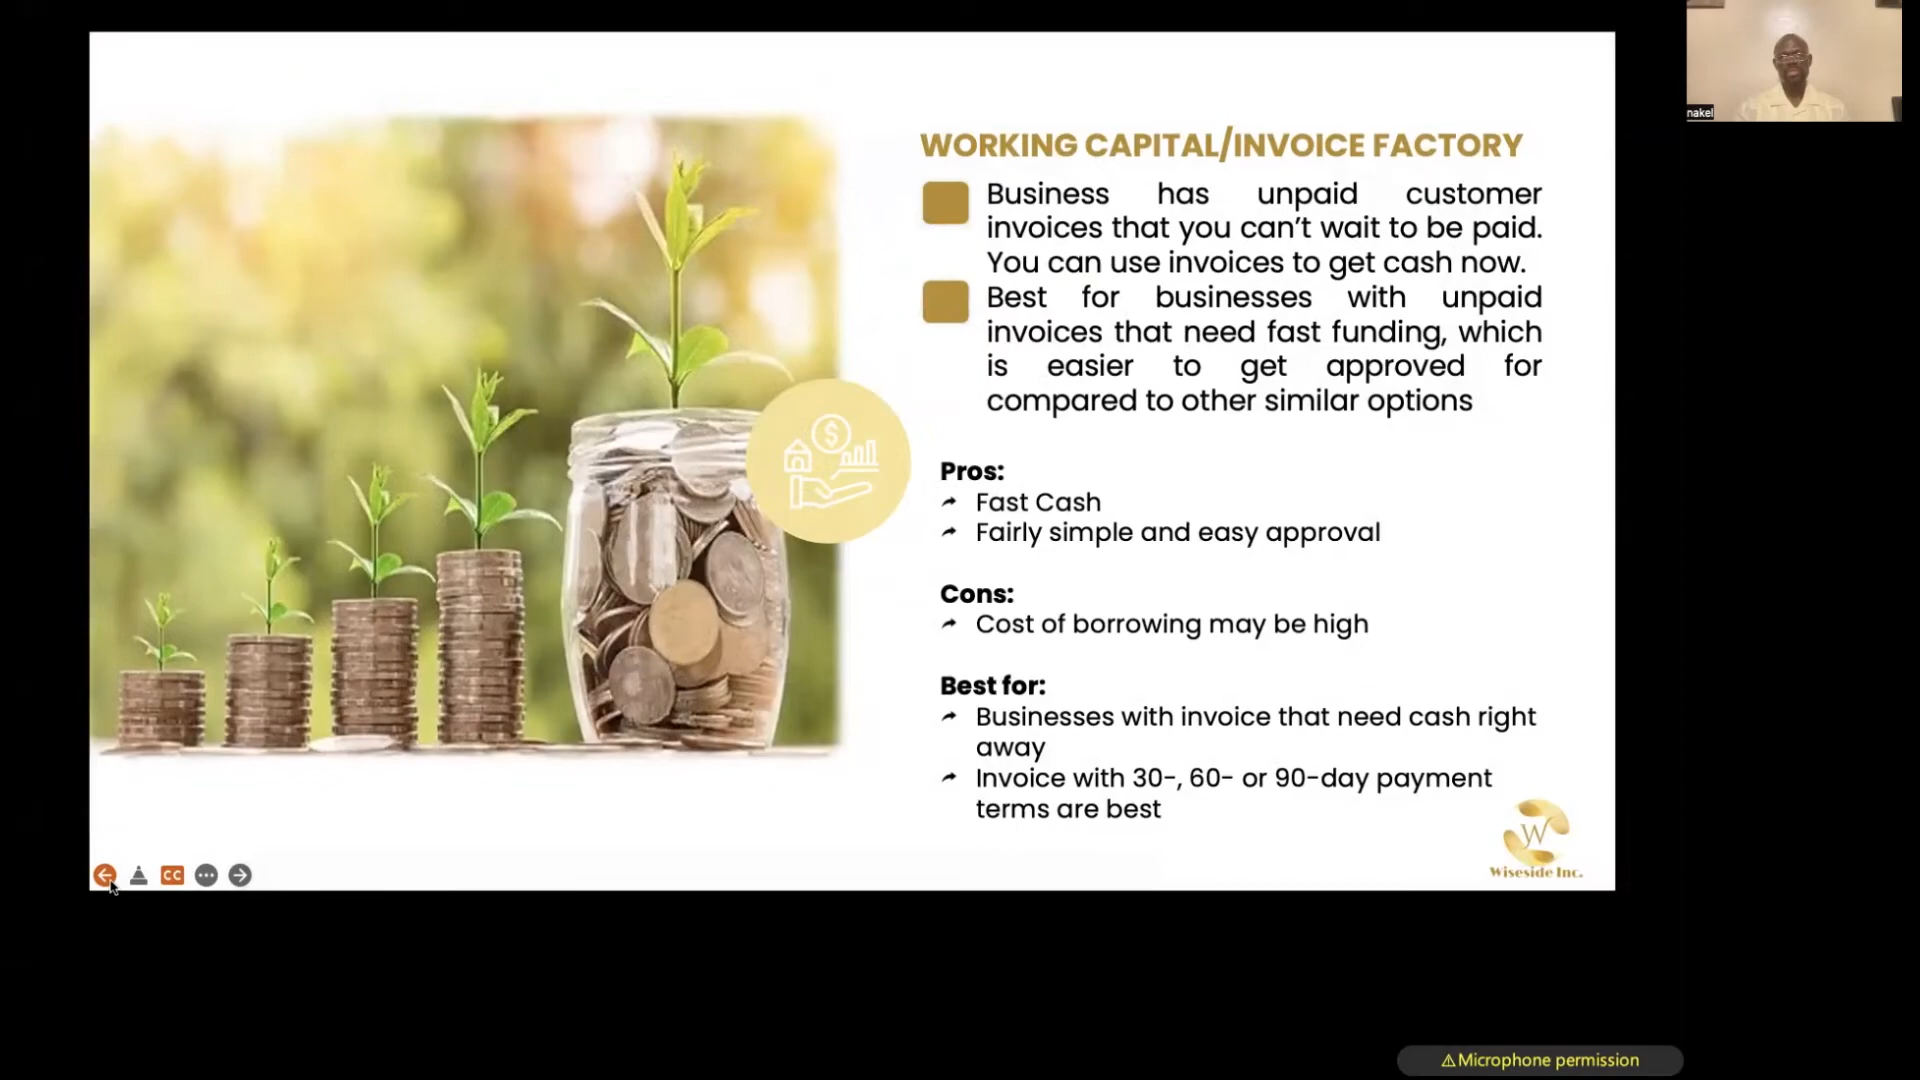 nakel
WORKING CAPITAL/INVOICE FACTORY
Business has unpaid customer
invoices that you can’t wait to be paid.
You can use invoices to get cash now.
Best for businesses with unpaid
invoices that need fast funding, which
is easier to get approved for
compared to other similar options
Pros:
Fast Cash
Fairly simple and easy approval
Cons:
Cost of borrowing may be high
Best for:
Businesses with invoice that need cash right
away
Invoice with 30-, 60- or 90-day payment
terms are best
W
Wiseside Inc.
CC
Microphone permission